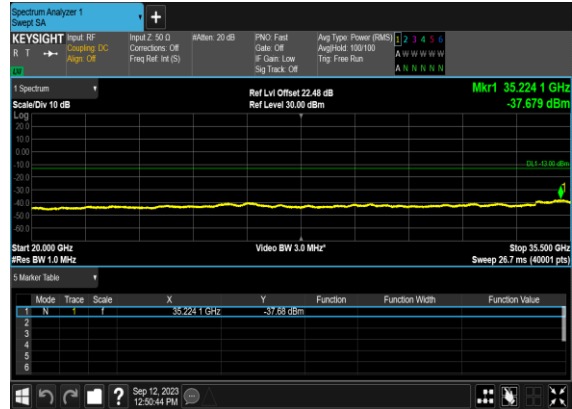 Spectrum Analyzer 1
Swept SA
+
KEYSIGHT Input: RF Input Z: 50 Ω #Atten: 20 dB PNO: Fast Avg Type: Power (RMS) 1 2 3 4 5 6
R T Coupling: DC Corrections: Off Gate: Off Avg|Hold: 100/100 A W W W W W
Align: Off Freq Ref: Int (S) IF Gain: Low Trig: Free Run
LW Sig Track: Off A N N N N N
1 Spectrum Ref Lvl Offset 22.48 dB Mkr1 35.224 1 GHz
Scale/Div 10 dB Ref Level 30.00 dBm -37.679 dBm
Log
20.0
10.0
0.00
-10.0 DL1 -13.00 dBm
-20.0
-30.0 1
-40.0
-50.0
-60.0
Start 20.000 GHz Video BW 3.0 MHz* Stop 35.500 GHz
#Res BW 1.0 MHz Sweep 26.7 ms (40001 pts)
5 Marker Table
Mode Trace Scale X Y Function Function Width Function Value
1 N 1 f 35.224 1 GHz -37.68 dBm
2
3
4
5
6
? Sep 12, 2023
12:50:44 PM